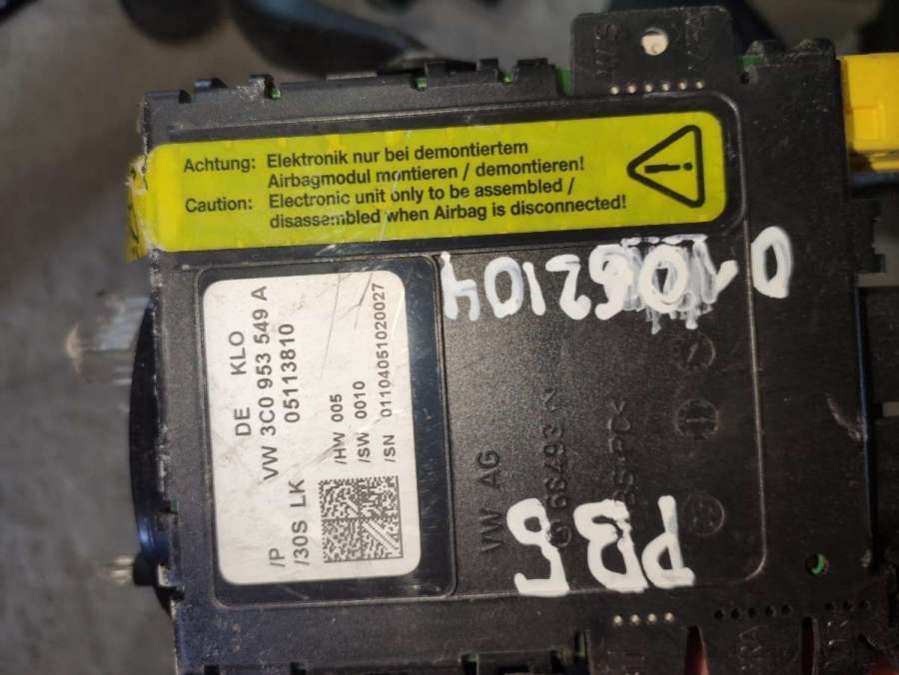 Achtung: Elektronik nur bei demontiertem
Airbagmodul montieren / demontieren!
Caution: Electronic unit only to be assembled /
disassembled when Airbag is disconnected!
DE KLO
/P VW 3C0 953 549 A
/30S LK 05113810
/HW 005
/SW 0010
/SN 01104051020027
01062104
VW AG
PB6